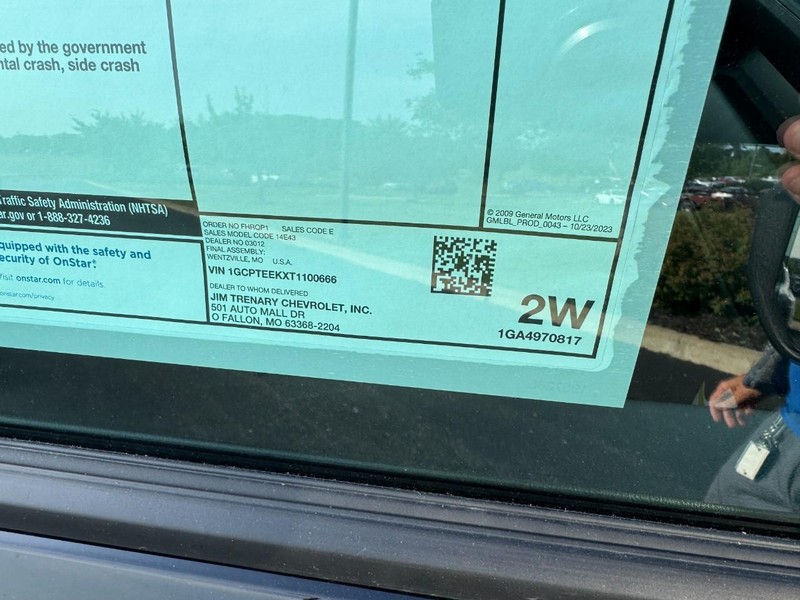 ed by the government
ntal crash, side crash
raffic Safety Administration (NHTSA)
ar.gov or 1-888-327-4236
quipped with the safety and
ecurity of OnStar®.
isit onstar.com for details.
onstar.com/privacy
© 2009 General Motors LLC
GMLBL_PROD_0043 – 10/23/2023
ORDER NO FHRQP1 SALES CODE E
SALES MODEL CODE 14E43
DEALER NO 03012
FINAL ASSEMBLY:
WENTZVILLE, MO U.S.A.
VIN 1GCPTEEKXT1100666
DEALER TO WHOM DELIVERED
JIM TRENARY CHEVROLET, INC.
501 AUTO MALL DR
O FALLON, MO 63368-2204
2W
1GA4970817